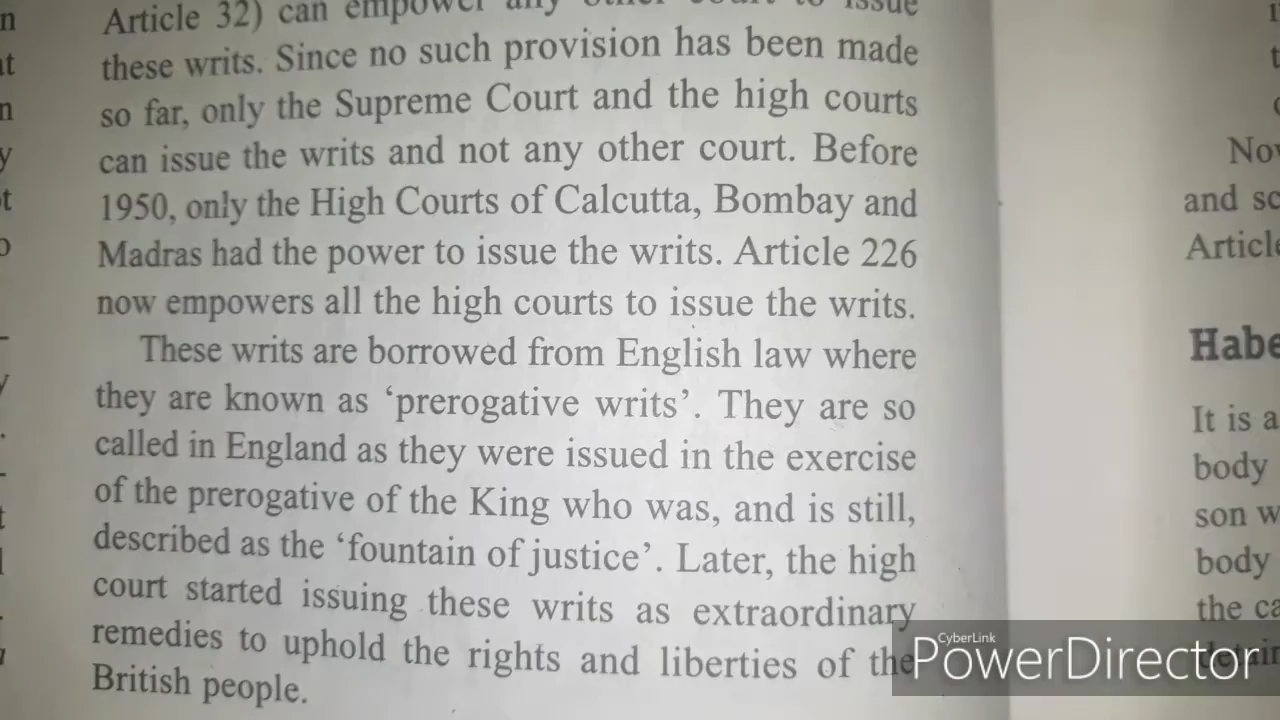 Article 32) can empower any other court to issue
these writs. Since no such provision has been made
so far, only the Supreme Court and the high courts
can issue the writs and not any other court. Before
1950, only the High Courts of Calcutta, Bombay and
Madras had the power to issue the writs. Article 226
now empowers all the high courts to issue the writs.
These writs are borrowed from English law where
they are known as ‘prerogative writs’. They are so
called in England as they were issued in the exercise
of the prerogative of the King who was, and is still,
described as the ‘fountain of justice’. Later, the high
court started issuing these writs as extraordinary
remedies to uphold the rights and liberties of the
British people.
and
Habe
It is a
body
son w
body
the ca
CyberLink
PowerDirector